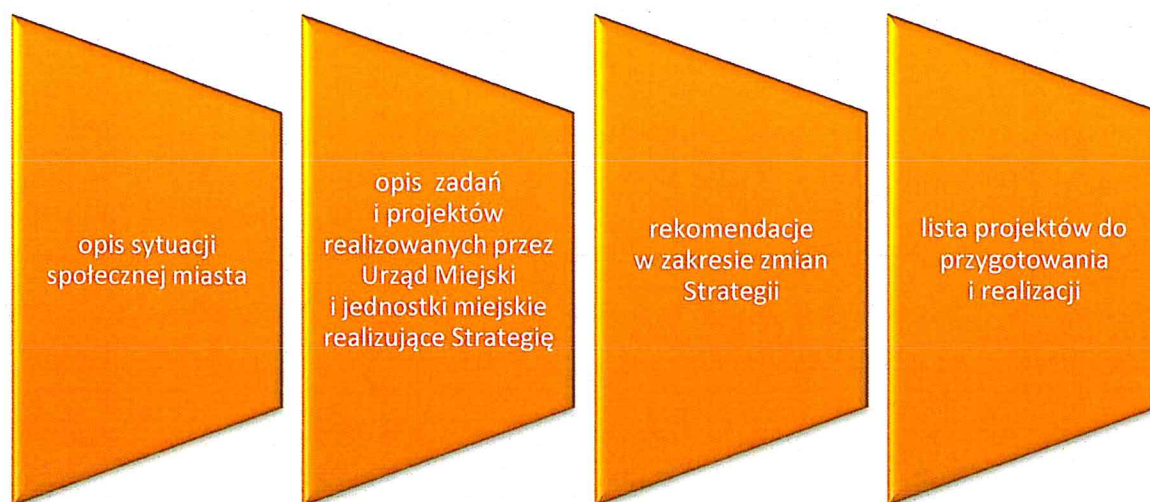 opis sytuacji
społecznej miasta
opis zadań
i projektów
realizowanych przez
Urząd Miejski
i jednostki miejskie
realizujące Strategię
rekomendacje
w zakresie zmian
Strategii
lista projektów do
przygotowania
i realizacji